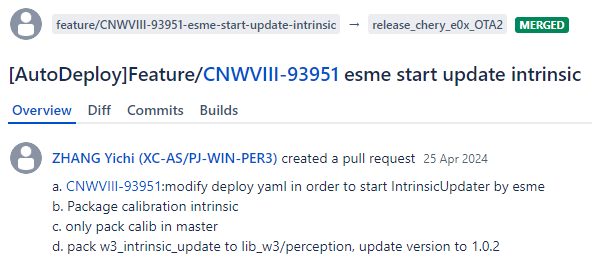 feature/CNWVIII-93951-esme-start-update-intrinsic → release_chery_e0x_OTA2 MERGED
[AutoDeploy]Feature/CNWVIII-93951 esme start update intrinsic
Overview Diff Commits Builds
ZHANG Yichi (XC-AS/PJ-WIN-PER3) created a pull request 25 Apr 2024
a. CNWVIII-93951:modify deploy yaml in order to start IntrinsicUpdater by esme
b. Package calibration intrinsic
c. only pack calib in master
d. pack w3_intrinsic_update to lib_w3/perception, update version to 1.0.2